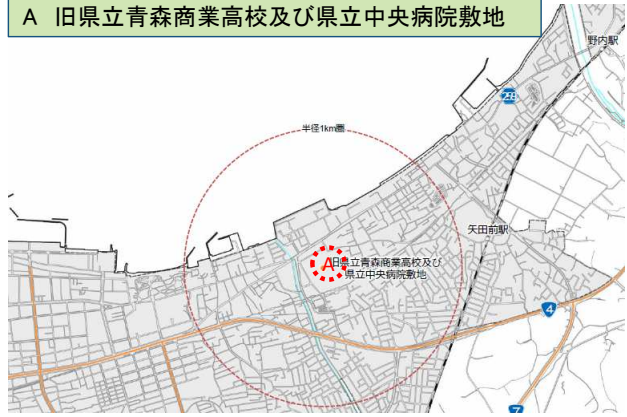 A 旧県立青森商業高校及び県立中央病院敷地
野内駅
259
半径1km圏
矢田前駅
A
旧県立青森商業高校及び
県立中央病院敷地
4
7